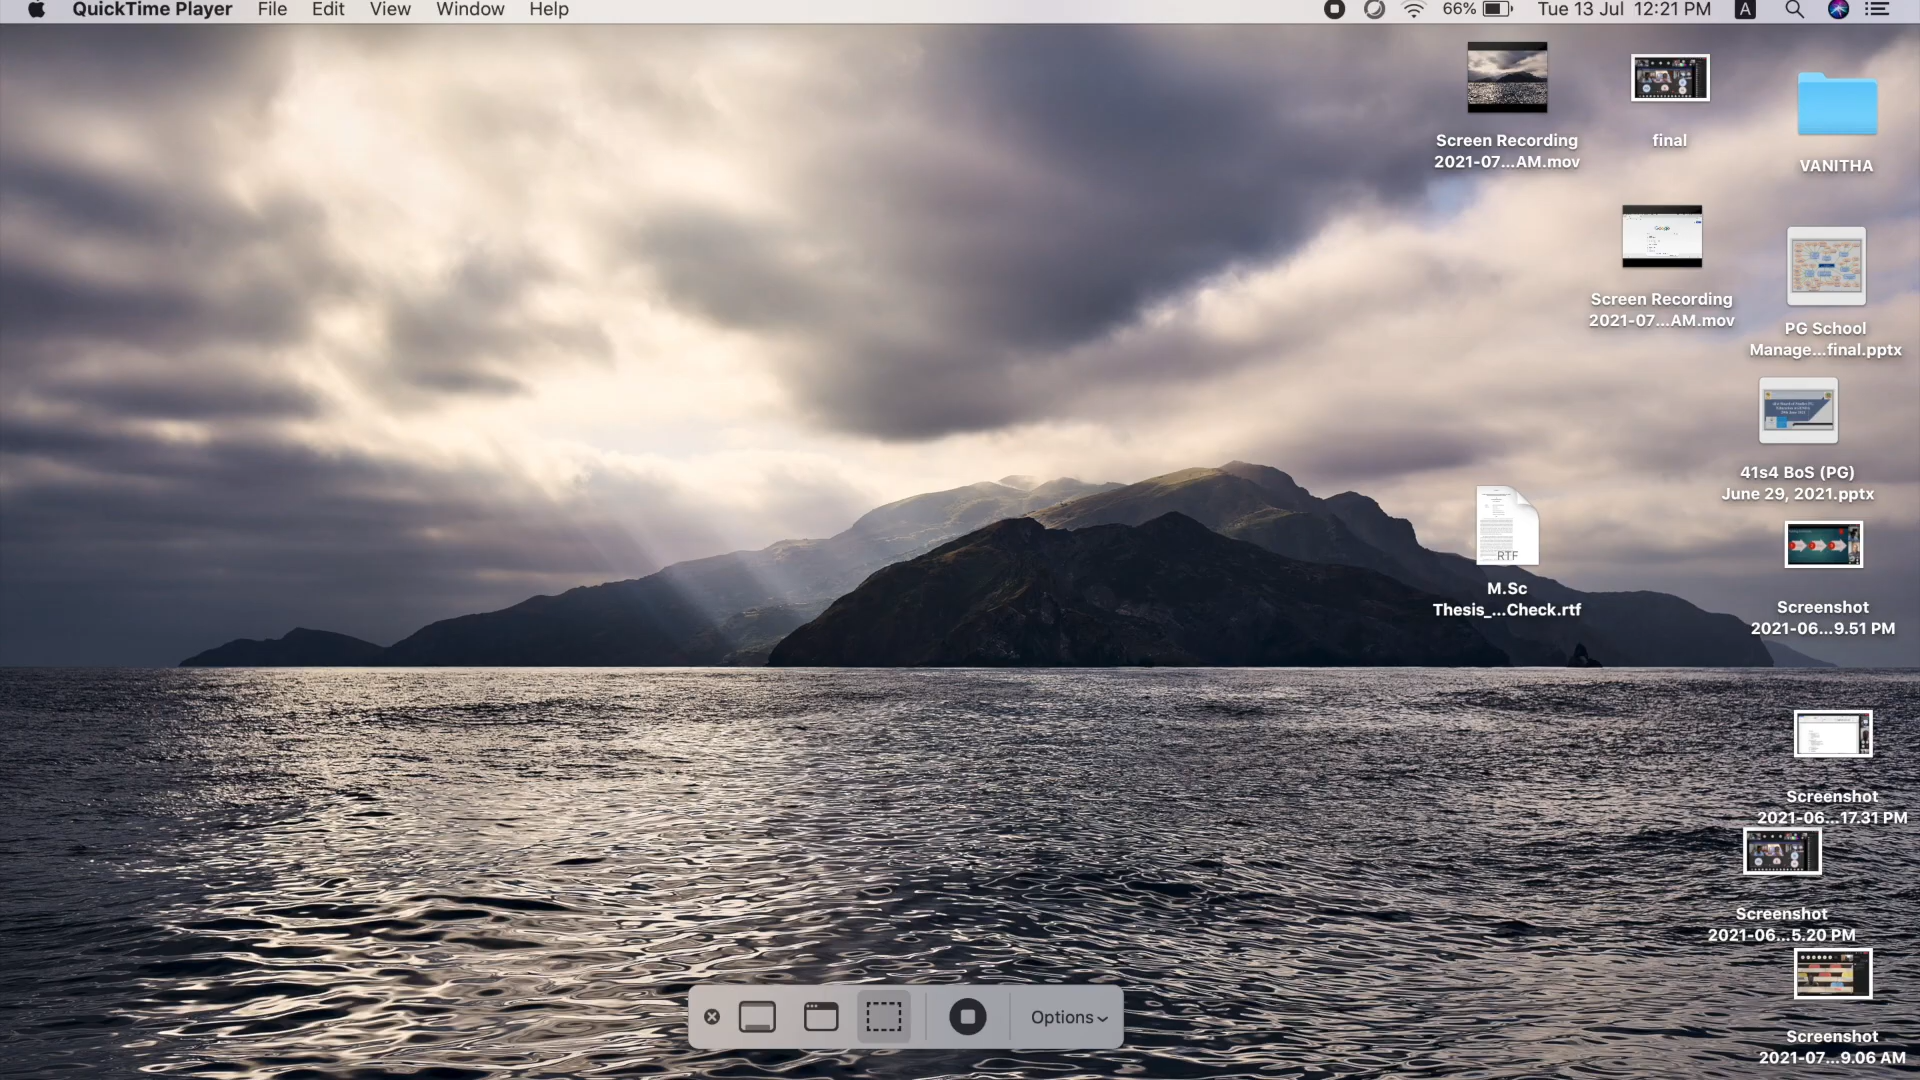 QuickTime Player File Edit View Window Help 66% Tue 13 Jul 12:21 PM A
Screen Recording
2021-07...AM.mov
final
VANITHA
Screen Recording
2021-07...AM.mov
PG School
Manage...final.pptx
41s4 BoS (PG)
June 29, 2021.pptx
RTF
M.Sc
Thesis_...Check.rtf
Screenshot
2021-06...9.51 PM
Screenshot
2021-06...17.31 PM
Screenshot
2021-06...5.20 PM
Screenshot
2021-07...9.06 AM
Options